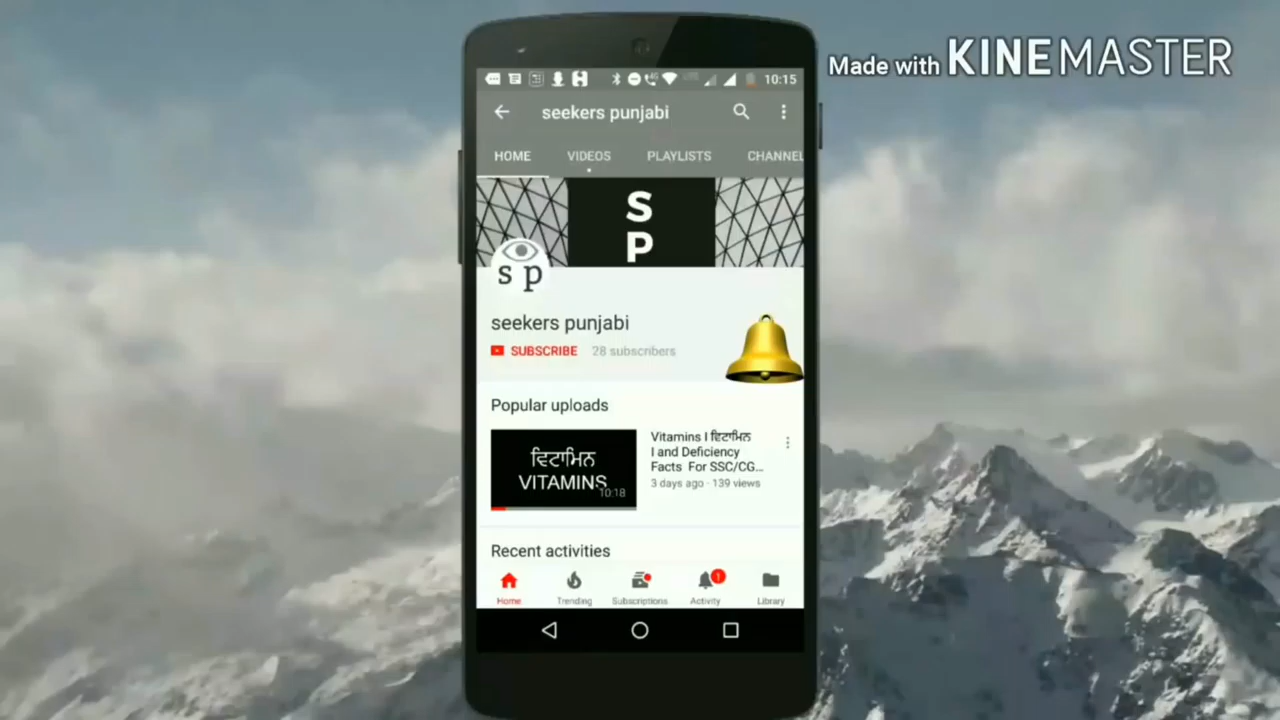 Made with KINEMASTER
10:15
seekers punjabi
HOME VIDEOS PLAYLISTS CHANNEL
S
P
s p
seekers punjabi
SUBSCRIBE 28 subscribers
Popular uploads
ਵਿਟਾਮਿਨ
VITAMINS
10:18
Vitamins I ਵਿਟਾਮਿਨ
I and Deficiency
Facts For SSC/CG...
3 days ago · 139 views
Recent activities
1
Home Trending Subscriptions Activity Library